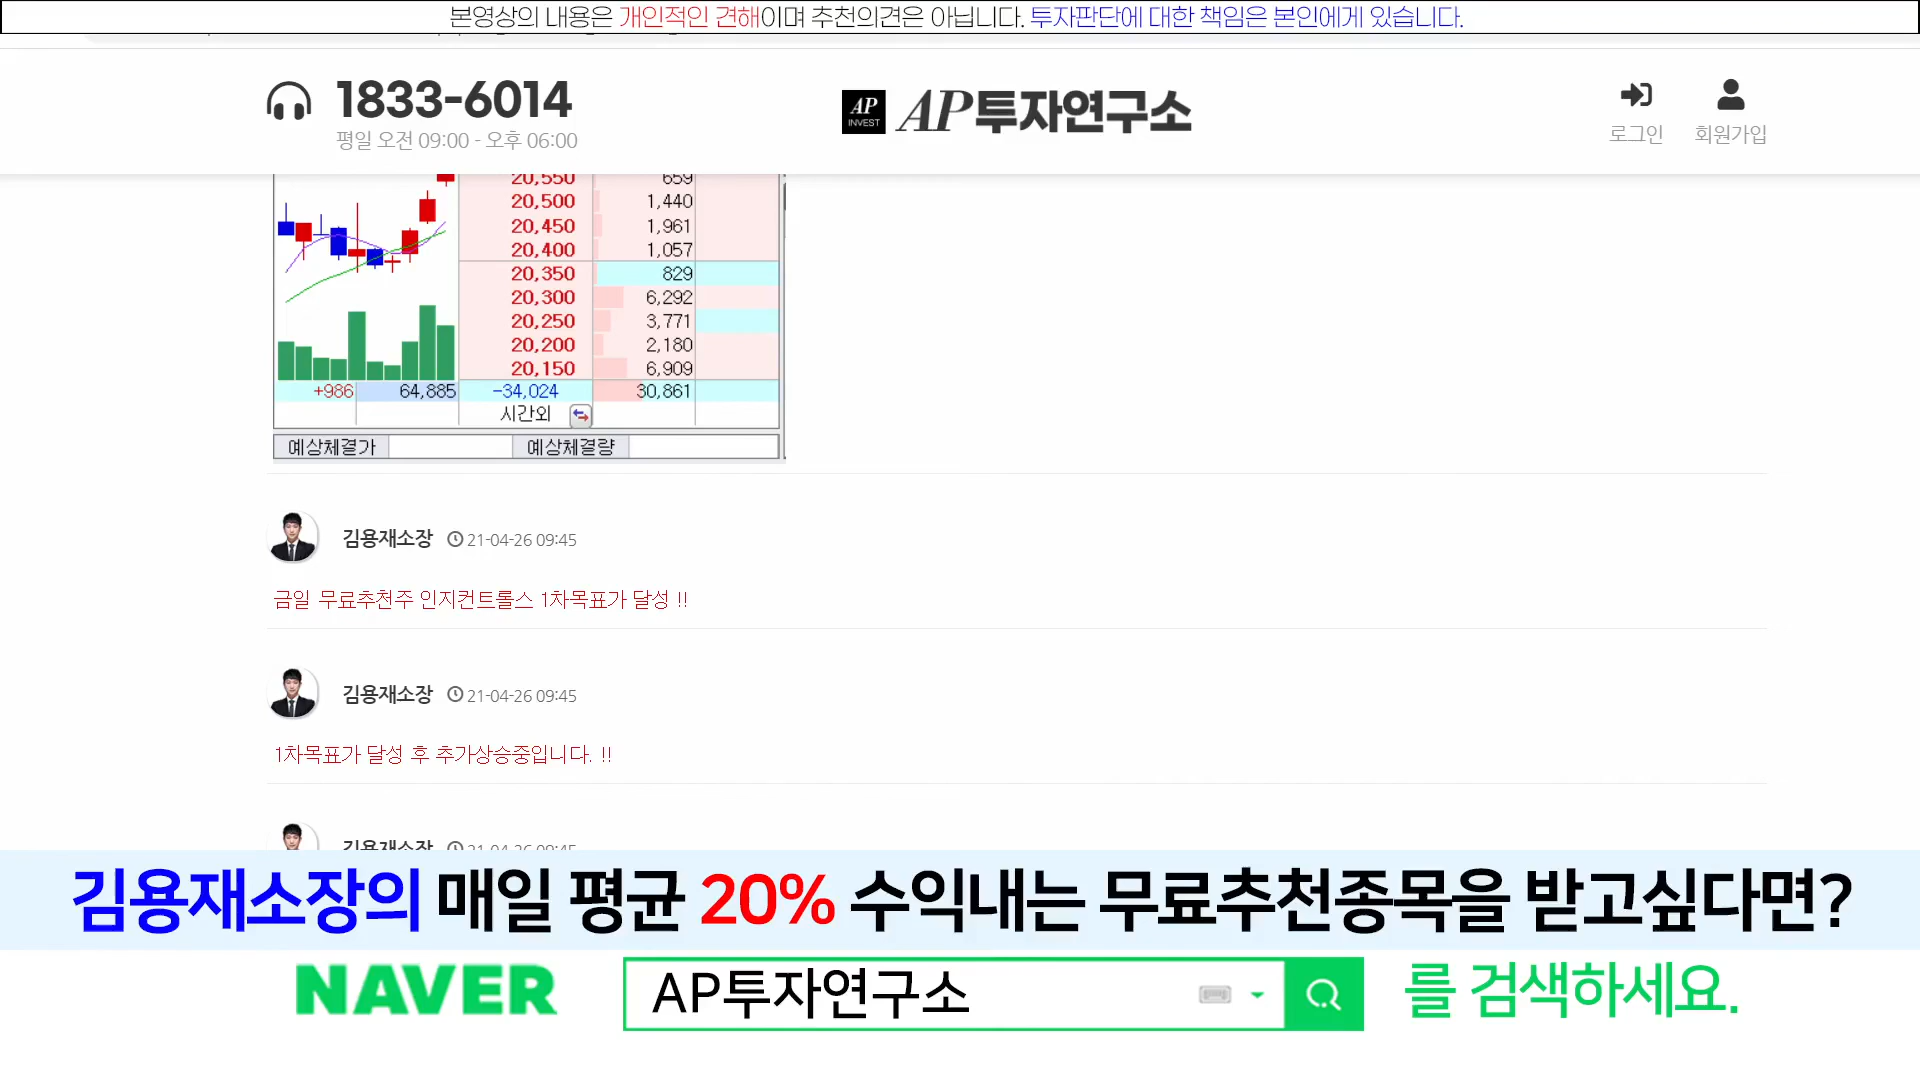 본영상의 내용은 개인적인 견해이며 추천의견은 아닙니다. 투자판단에 대한 책임은 본인에게 있습니다.
1833-6014
평일 오전 09:00 - 오후 06:00
AP INVEST AP투자연구소
로그인 회원가입
20,550 659
20,500 1,440
20,450 1,961
20,400 1,057
20,350 829
20,300 6,292
20,250 3,771
20,200 2,180
20,150 6,909
+986 64,885 -34,024 30,861
시간외
예상체결가 예상체결량
김용재소장 21-04-26 09:45
금일 무료추천주 인지컨트롤스 1차목표가 달성 !!
김용재소장 21-04-26 09:45
1차목표가 달성 후 추가상승중입니다. !!
김용재소장 21-04-26 09:45
김용재소장의 매일 평균 20% 수익내는 무료추천종목을 받고싶다면?
NAVER AP투자연구소 를 검색하세요.